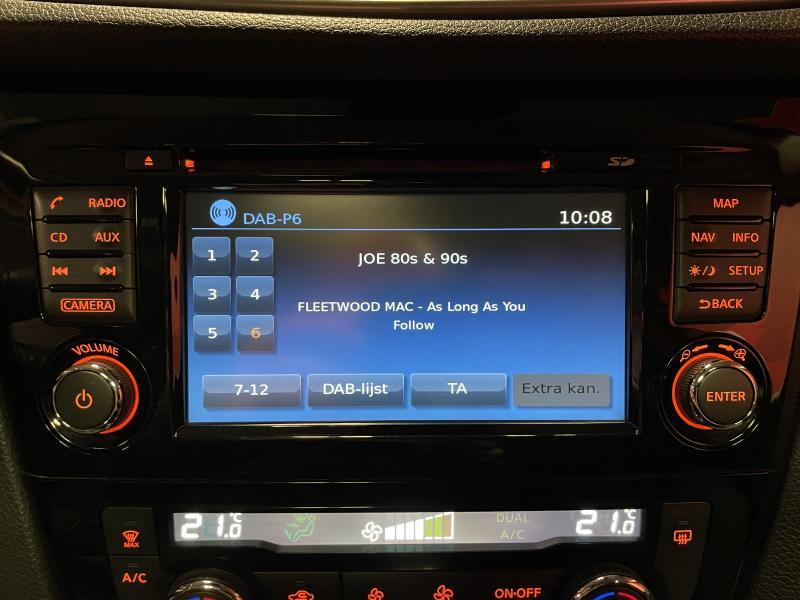 SD
RADIO
CD AUX
CAMERA
VOLUME
DAB-P6
10:08
1 2
3 4
5 6
JOE 80s & 90s
FLEETWOOD MAC - As Long As You
Follow
7-12
DAB-lijst
TA
Extra kan.
MAP
NAV INFO
SETUP
BACK
ENTER
21.0°C
DUAL
A/C
21.0°C
MAX
A/C
ON·OFF